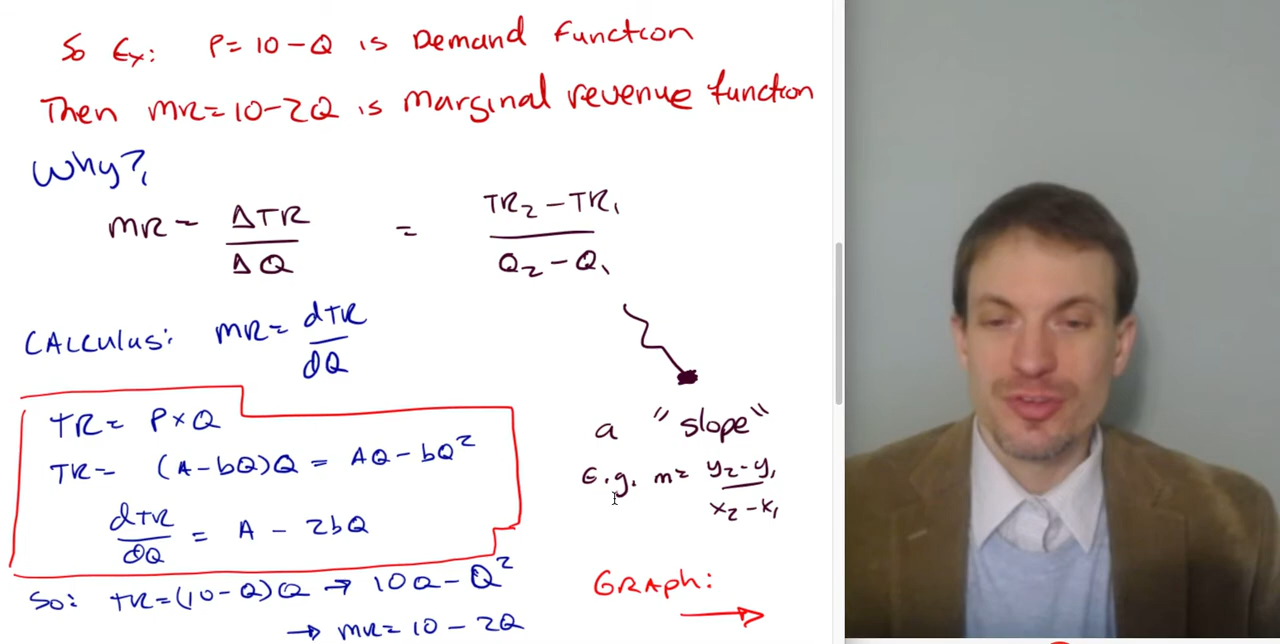 So Ex: P = 10 - Q is Demand Function
Then MR = 10 - 2Q is marginal revenue function
Why?
MR = ΔTR / ΔQ = TR₂ - TR₁ / Q₂ - Q₁
CALCULUS: MR = dTR / dQ
TR = P × Q
TR = (A - bQ)Q = AQ - bQ²
dTR / dQ = A - 2bQ
So: TR = (10 - Q)Q → 10Q - Q²
→ MR = 10 - 2Q
a "slope"
E.g. m = y₂ - y₁ / x₂ - x₁
GRAPH: →